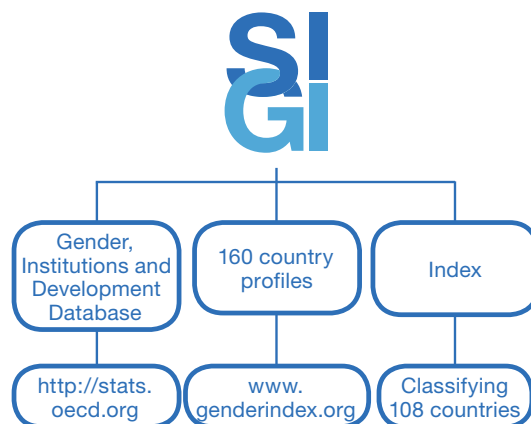 SI
GI
Gender,
Institutions and
Development
Database
160 country
profiles
Index
http://stats.
oecd.org
www.
genderindex.org
Classifying
108 countries